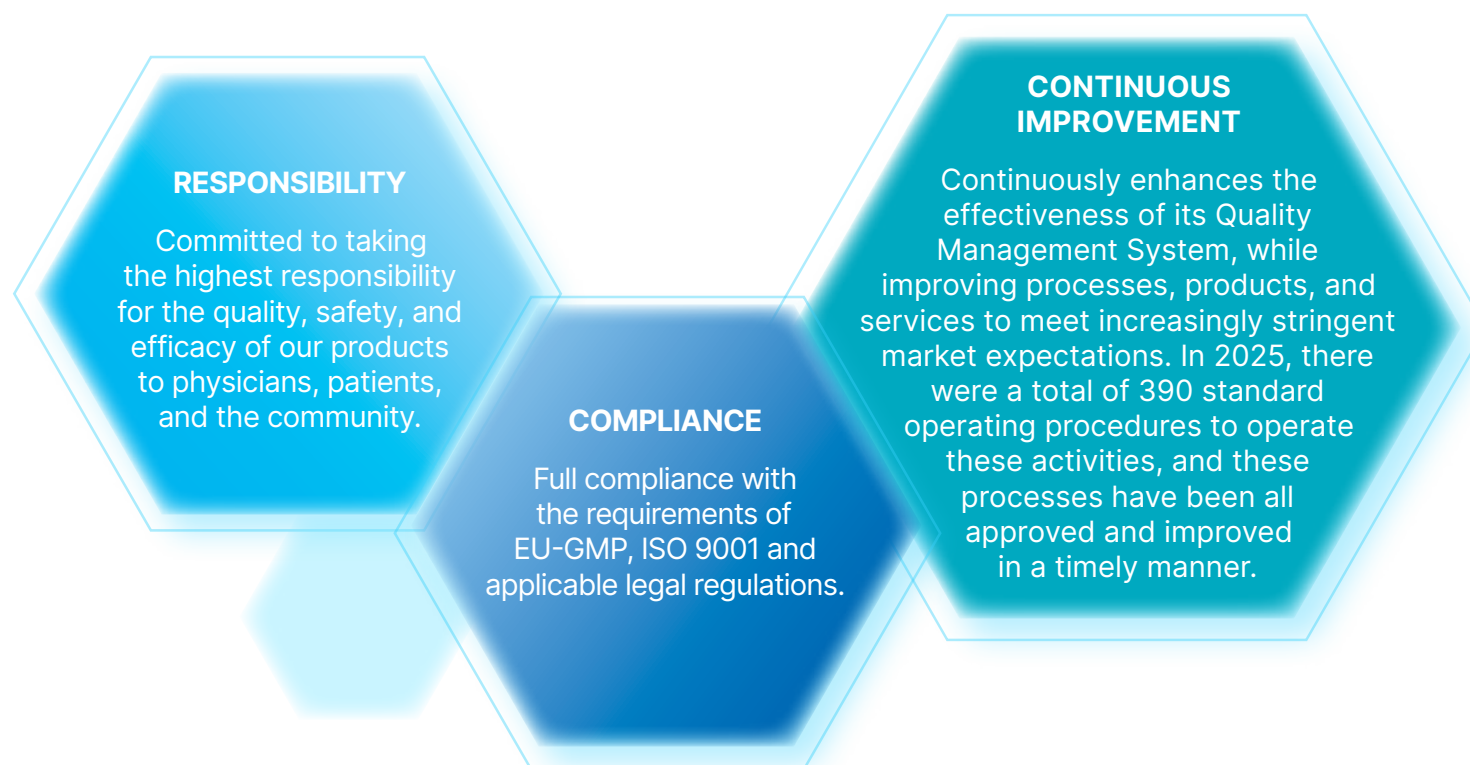 RESPONSIBILITY
Committed to taking
the highest responsibility
for the quality, safety, and
efficacy of our products
to physicians, patients,
and the community.
COMPLIANCE
Full compliance with
the requirements of
EU-GMP, ISO 9001 and
applicable legal regulations.
CONTINUOUS
IMPROVEMENT
Continuously enhances the
effectiveness of its Quality
Management System, while
improving processes, products, and
services to meet increasingly stringent
market expectations. In 2025, there
were a total of 390 standard
operating procedures to operate
these activities, and these
processes have been all
approved and improved
in a timely manner.